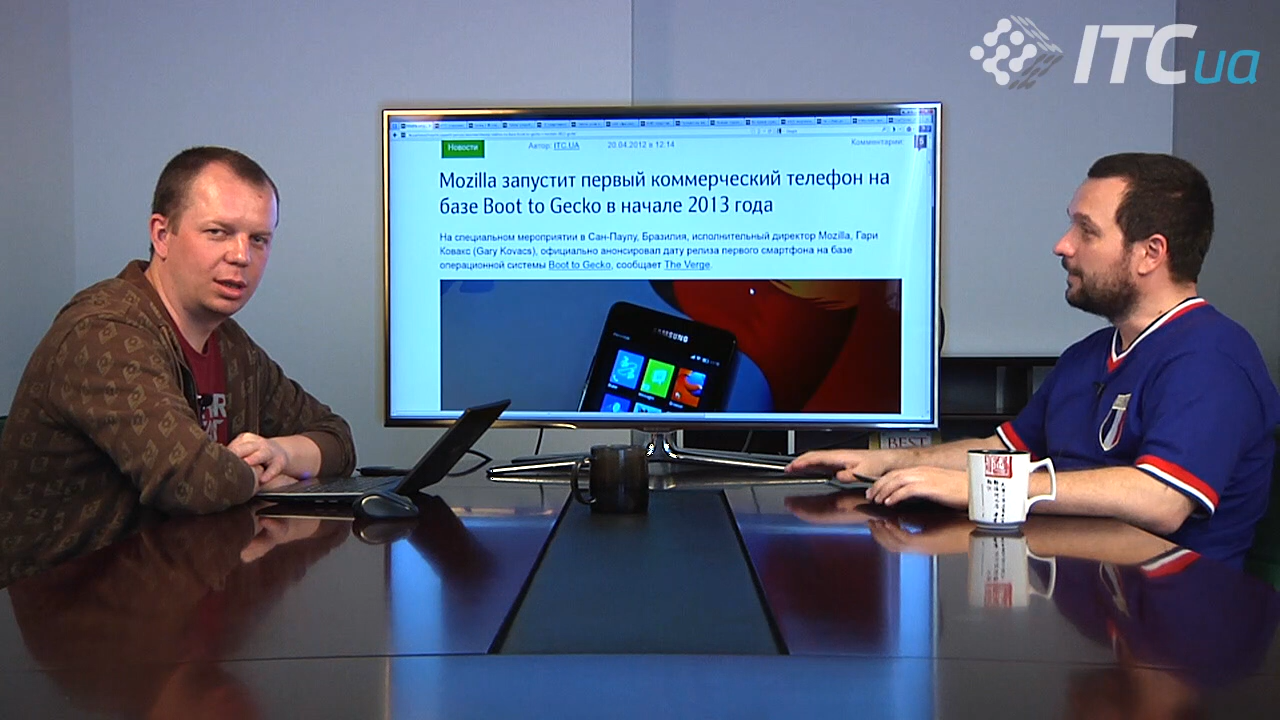 ITCua
Новости
Автор: ITC.UA
20.04.2012 в 12:14
Комментарии:
Mozilla запустит первый коммерческий телефон на
базе Boot to Gecko в начале 2013 года
На специальном мероприятии в Сан-Паулу, Бразилия, исполнительный директор Mozilla, Гари
Ковакс (Gary Kovacs), официально анонсировал дату релиза первого смартфона на базе
операционной системы Boot to Gecko, сообщает The Verge.
SAMSUNG
BEST